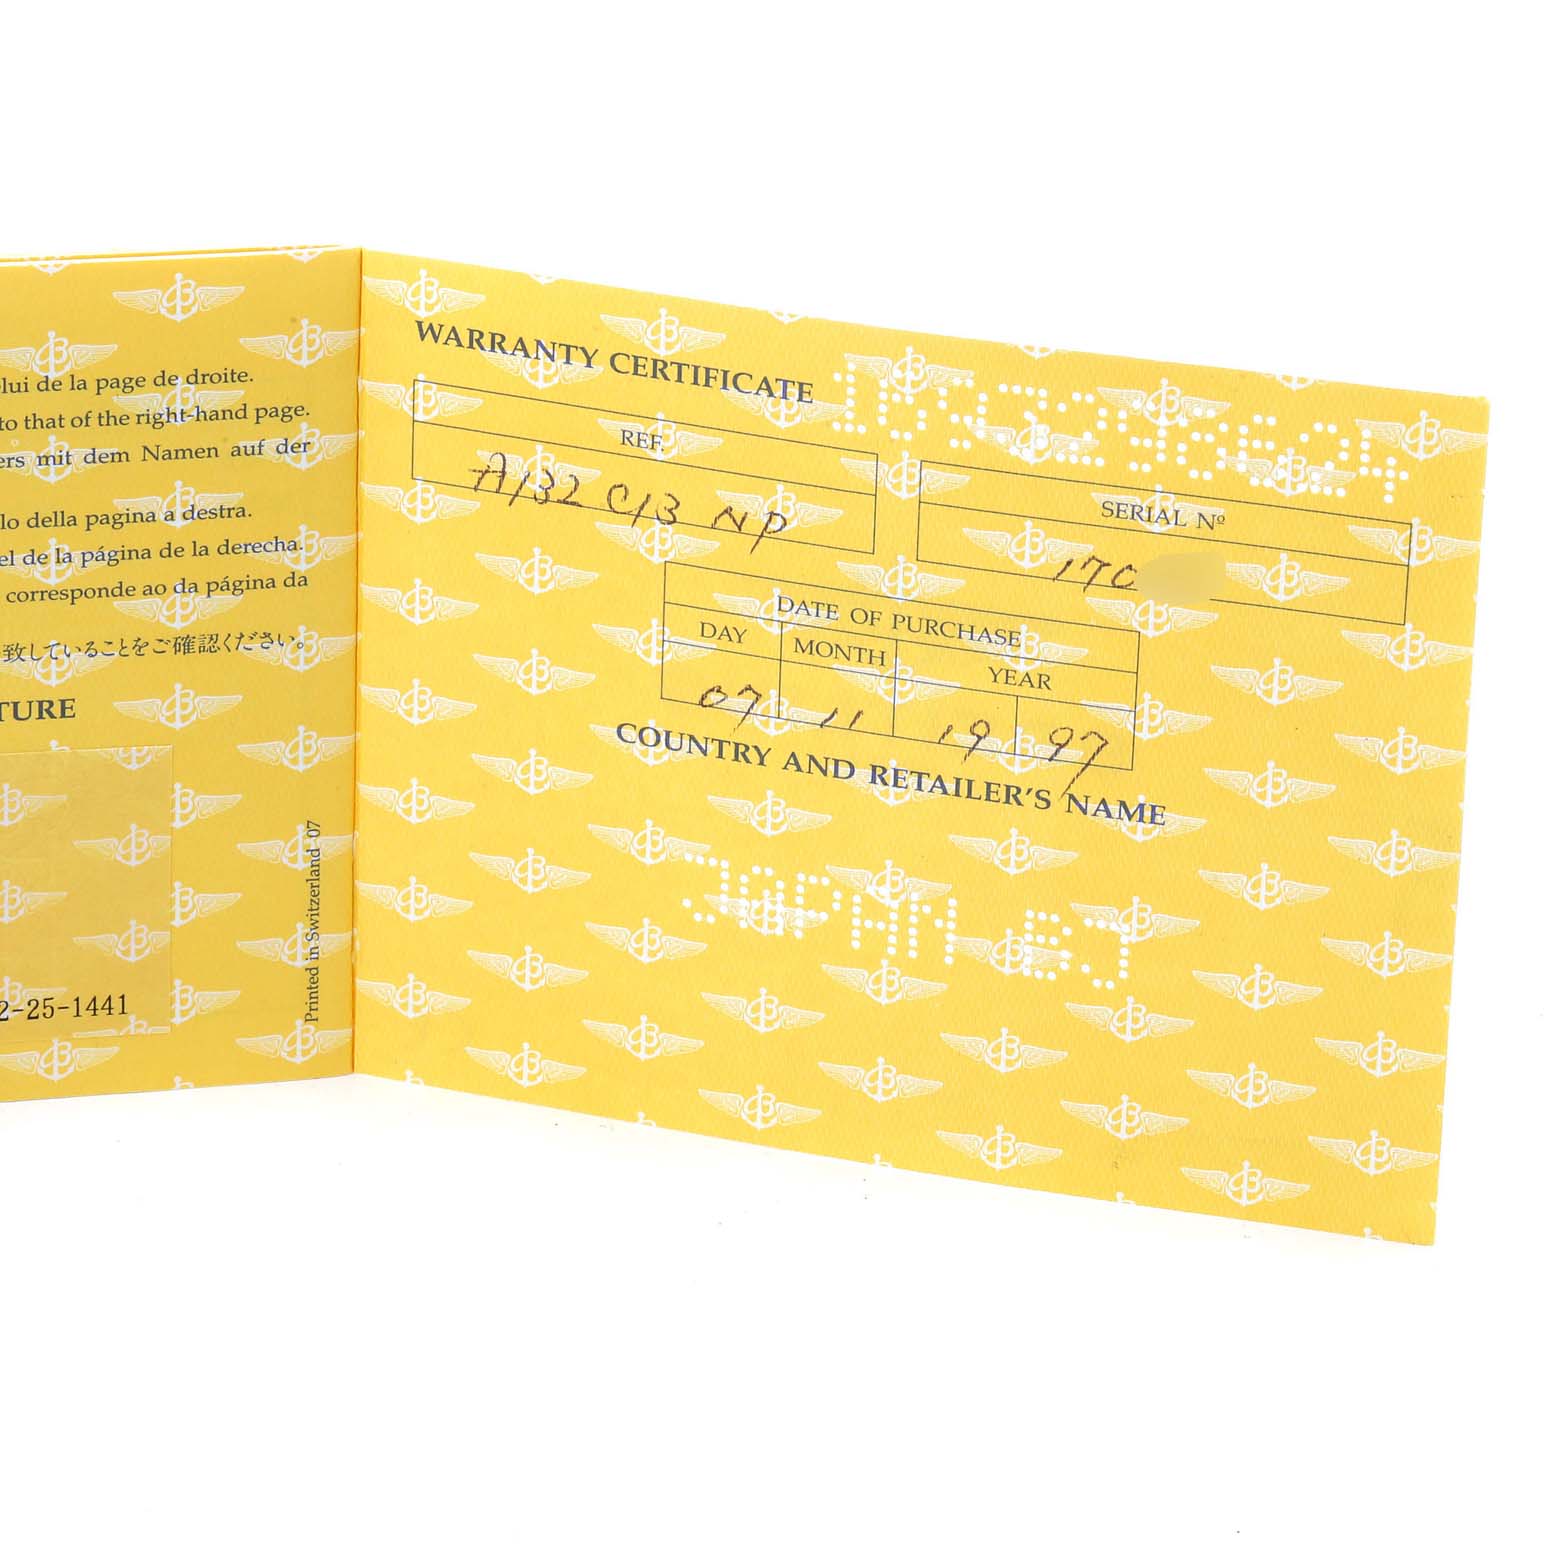 lui de la page de droite.
to that of the right-hand page.
ers mit dem Namen auf der
lo della pagina a destra.
el de la página de la derecha.
corresponde ao da página da
致していることをご確認ください。
TURE
2-25-1441
Printed in Switzerland 07
WARRANTY CERTIFICATE
REF.
A132 C13 NP
SERIAL Nº
170
DATE OF PURCHASE
DAY MONTH YEAR
07 11 19 97
COUNTRY AND RETAILER'S NAME
JAPAN BJ